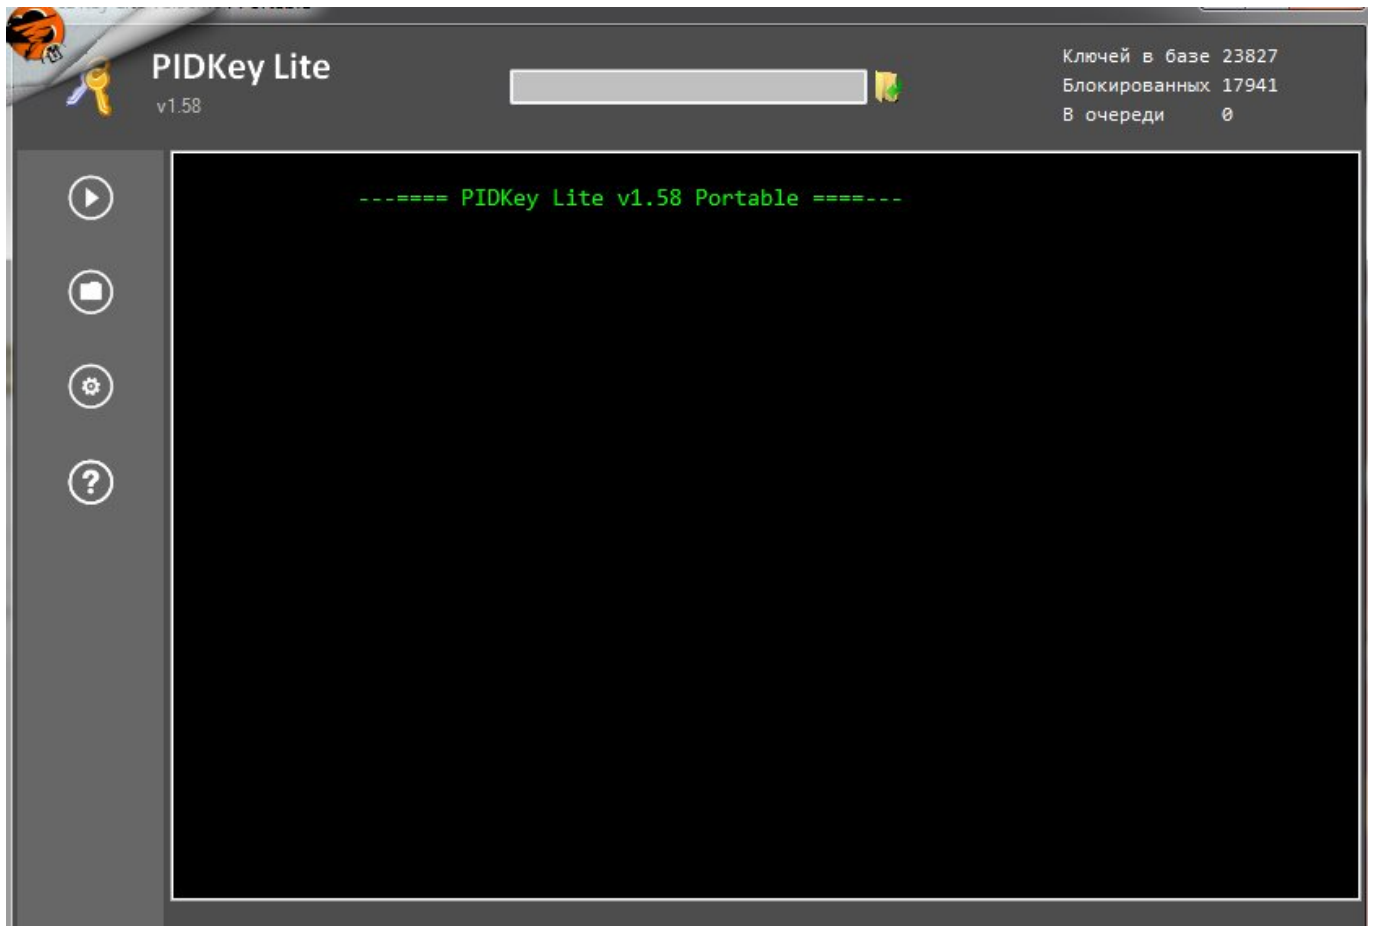 PIDKey Lite
v1.58
Ключей в базе 23827
Блокированных 17941
В очереди 0
---==== PIDKey Lite v1.58 Portable ====---